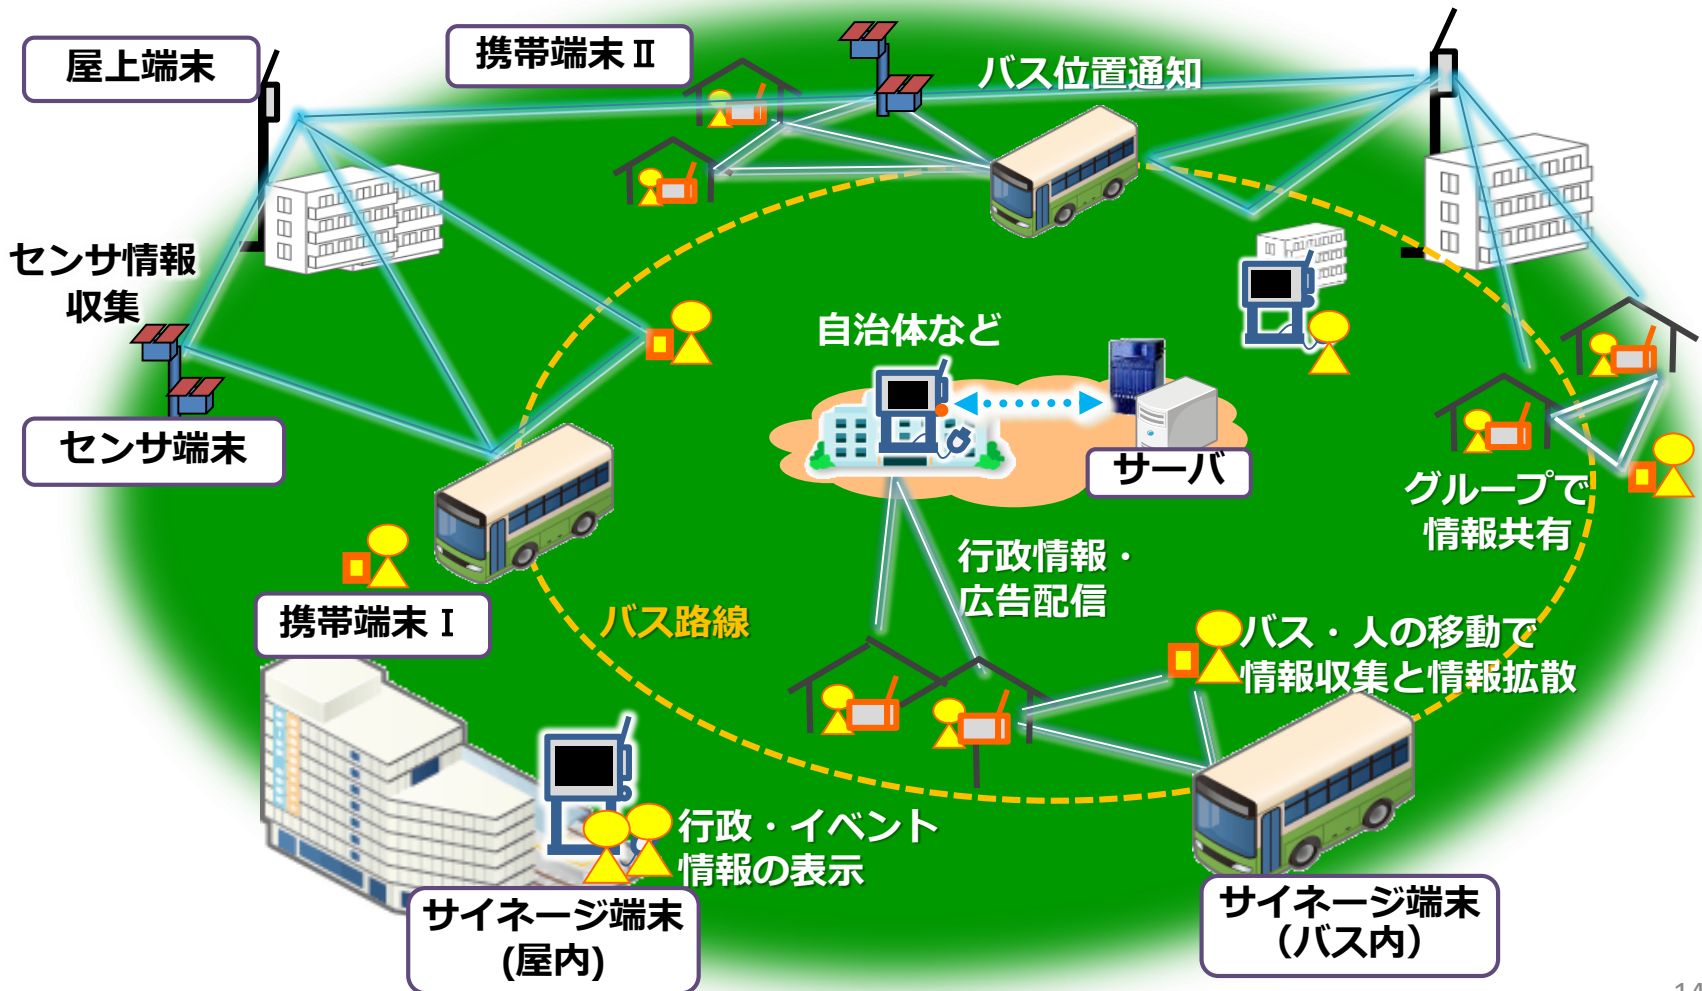 屋上端末
携帯端末Ⅱ
バス位置通知
センサ情報
収集
自治体など
センサ端末
サーバ
グループで
情報共有
行政情報・
広告配信
携帯端末Ⅰ
バス路線
バス・人の移動で
情報収集と情報拡散
行政・イベント
情報の表示
サイネージ端末
(屋内)
サイネージ端末
（バス内）
14